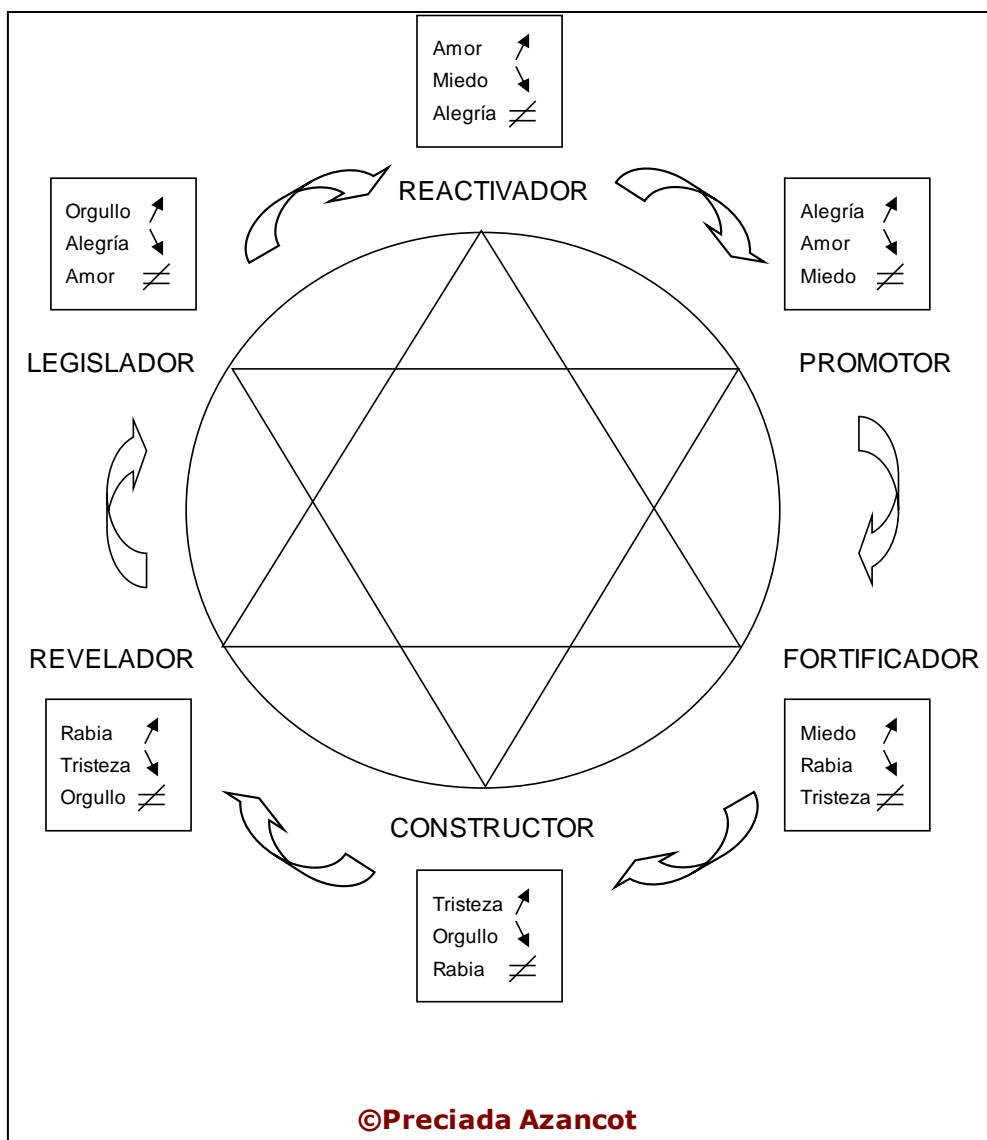 Amor ↗
Miedo ↘
Alegría ≠
REACTIVADOR
Orgullo ↗
Alegría ↘
Amor ≠
LEGISLADOR
Alegría ↗
Amor ↘
Miedo ≠
PROMOTOR
REVELADOR
Rabia ↗
Tristeza ↘
Orgullo ≠
FORTIFICADOR
Miedo ↗
Rabia ↘
Tristeza ≠
CONSTRUCTOR
Tristeza ↗
Orgullo ↘
Rabia ≠
©Preciada Azancot